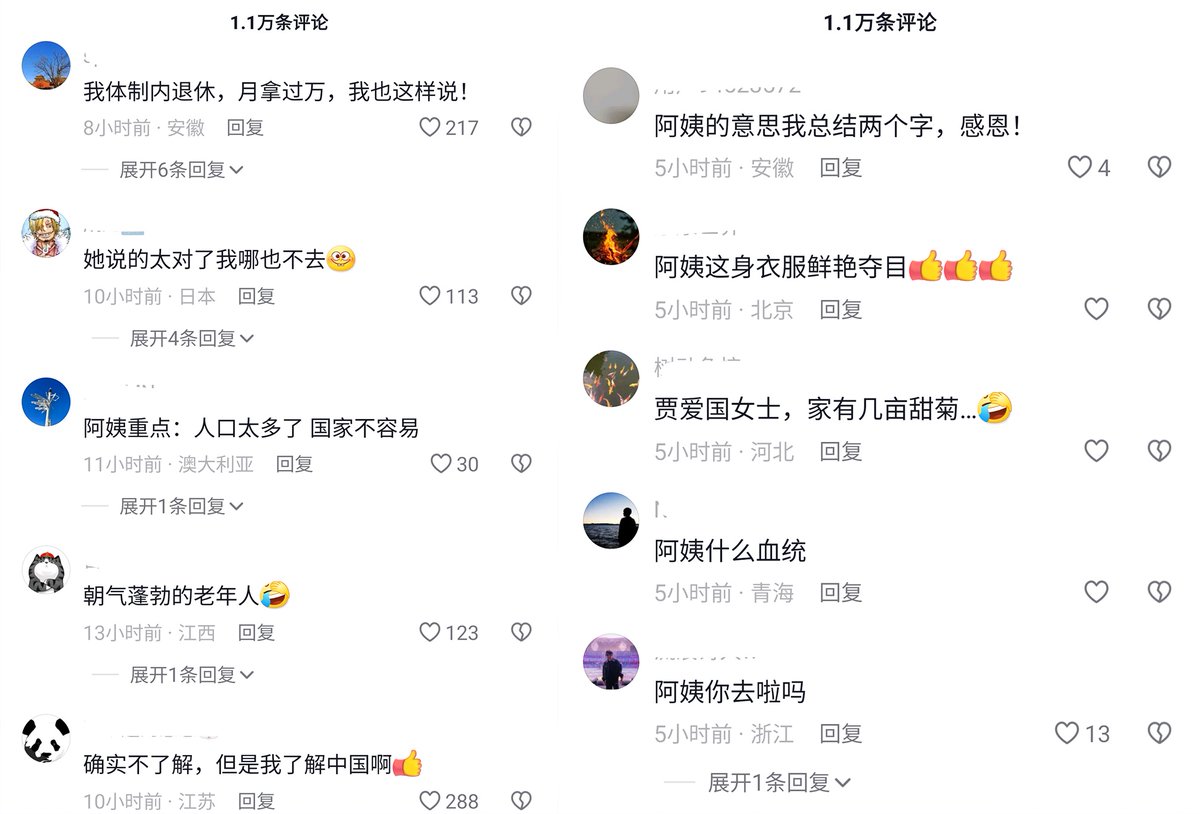 1.1万条评论
我体制内退休，月拿过万，我也这样说！
8小时前 · 安徽 回复 217
展开6条回复
她说的太对了我哪也不去
10小时前 · 日本 回复 113
展开4条回复
阿姨重点：人口太多了 国家不容易
11小时前 · 澳大利亚 回复 30
展开1条回复
朝气蓬勃的老年人
13小时前 · 江西 回复 123
展开1条回复
确实不了解，但是我了解中国啊
10小时前 · 江苏 回复 288
1.1万条评论
阿姨的意思我总结两个字，感恩！
5小时前 · 安徽 回复 4
阿姨这身衣服鲜艳夺目
5小时前 · 北京 回复
贾爱国女士，家有几亩甜菊...
5小时前 · 河北 回复
阿姨什么血统
5小时前 · 青海 回复
阿姨你去啦吗
5小时前 · 浙江 回复 13
展开1条回复